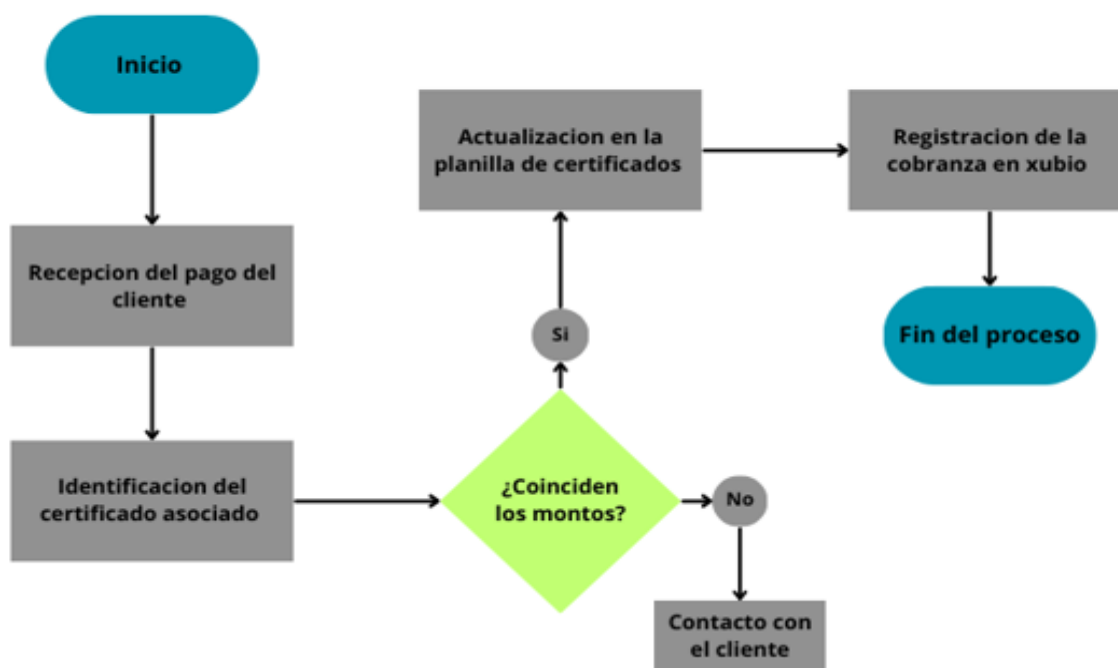 Inicio
Recepcion del pago del
cliente
Identificacion del
certificado asociado
¿Coinciden
los montos?
Si
Actualizacion en la
planilla de certificados
Registracion de la
cobranza en xubio
Fin del proceso
No
Contacto con
el cliente